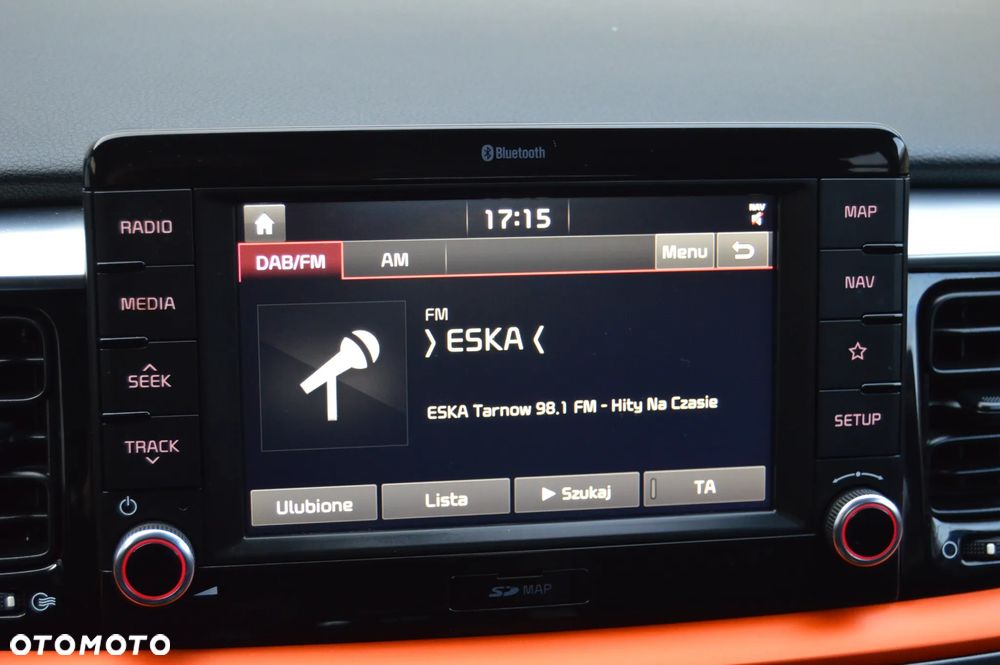 Bluetooth
RADIO
MEDIA
SEEK
TRACK
17:15
NAV
DAB/FM
AM
Menu
FM
❭ ESKA ❬
ESKA Tarnow 98.1 FM - Hity Na Czasie
Ulubione
Lista
Szukaj
TA
MAP
NAV
SETUP
SD MAP
OTOMOTO